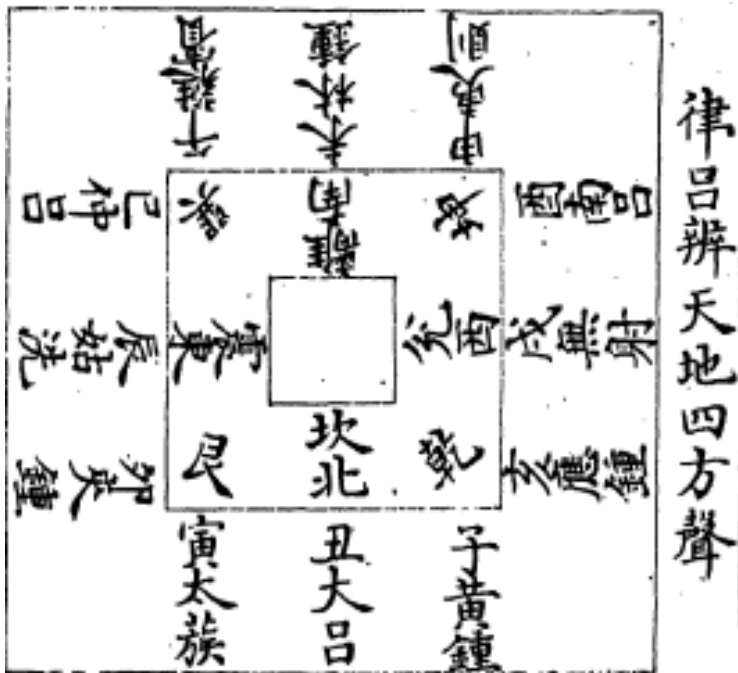 律呂辨天地四方聲
子黃鍾
丑大呂
寅太族
卯夾鍾
辰姑洗
巳仲呂
午蕤賓
未林鍾
申夷則
酉南呂
戌無射
亥應鍾
坎北
艮
震東
巽
離南
坤
兌西
乾